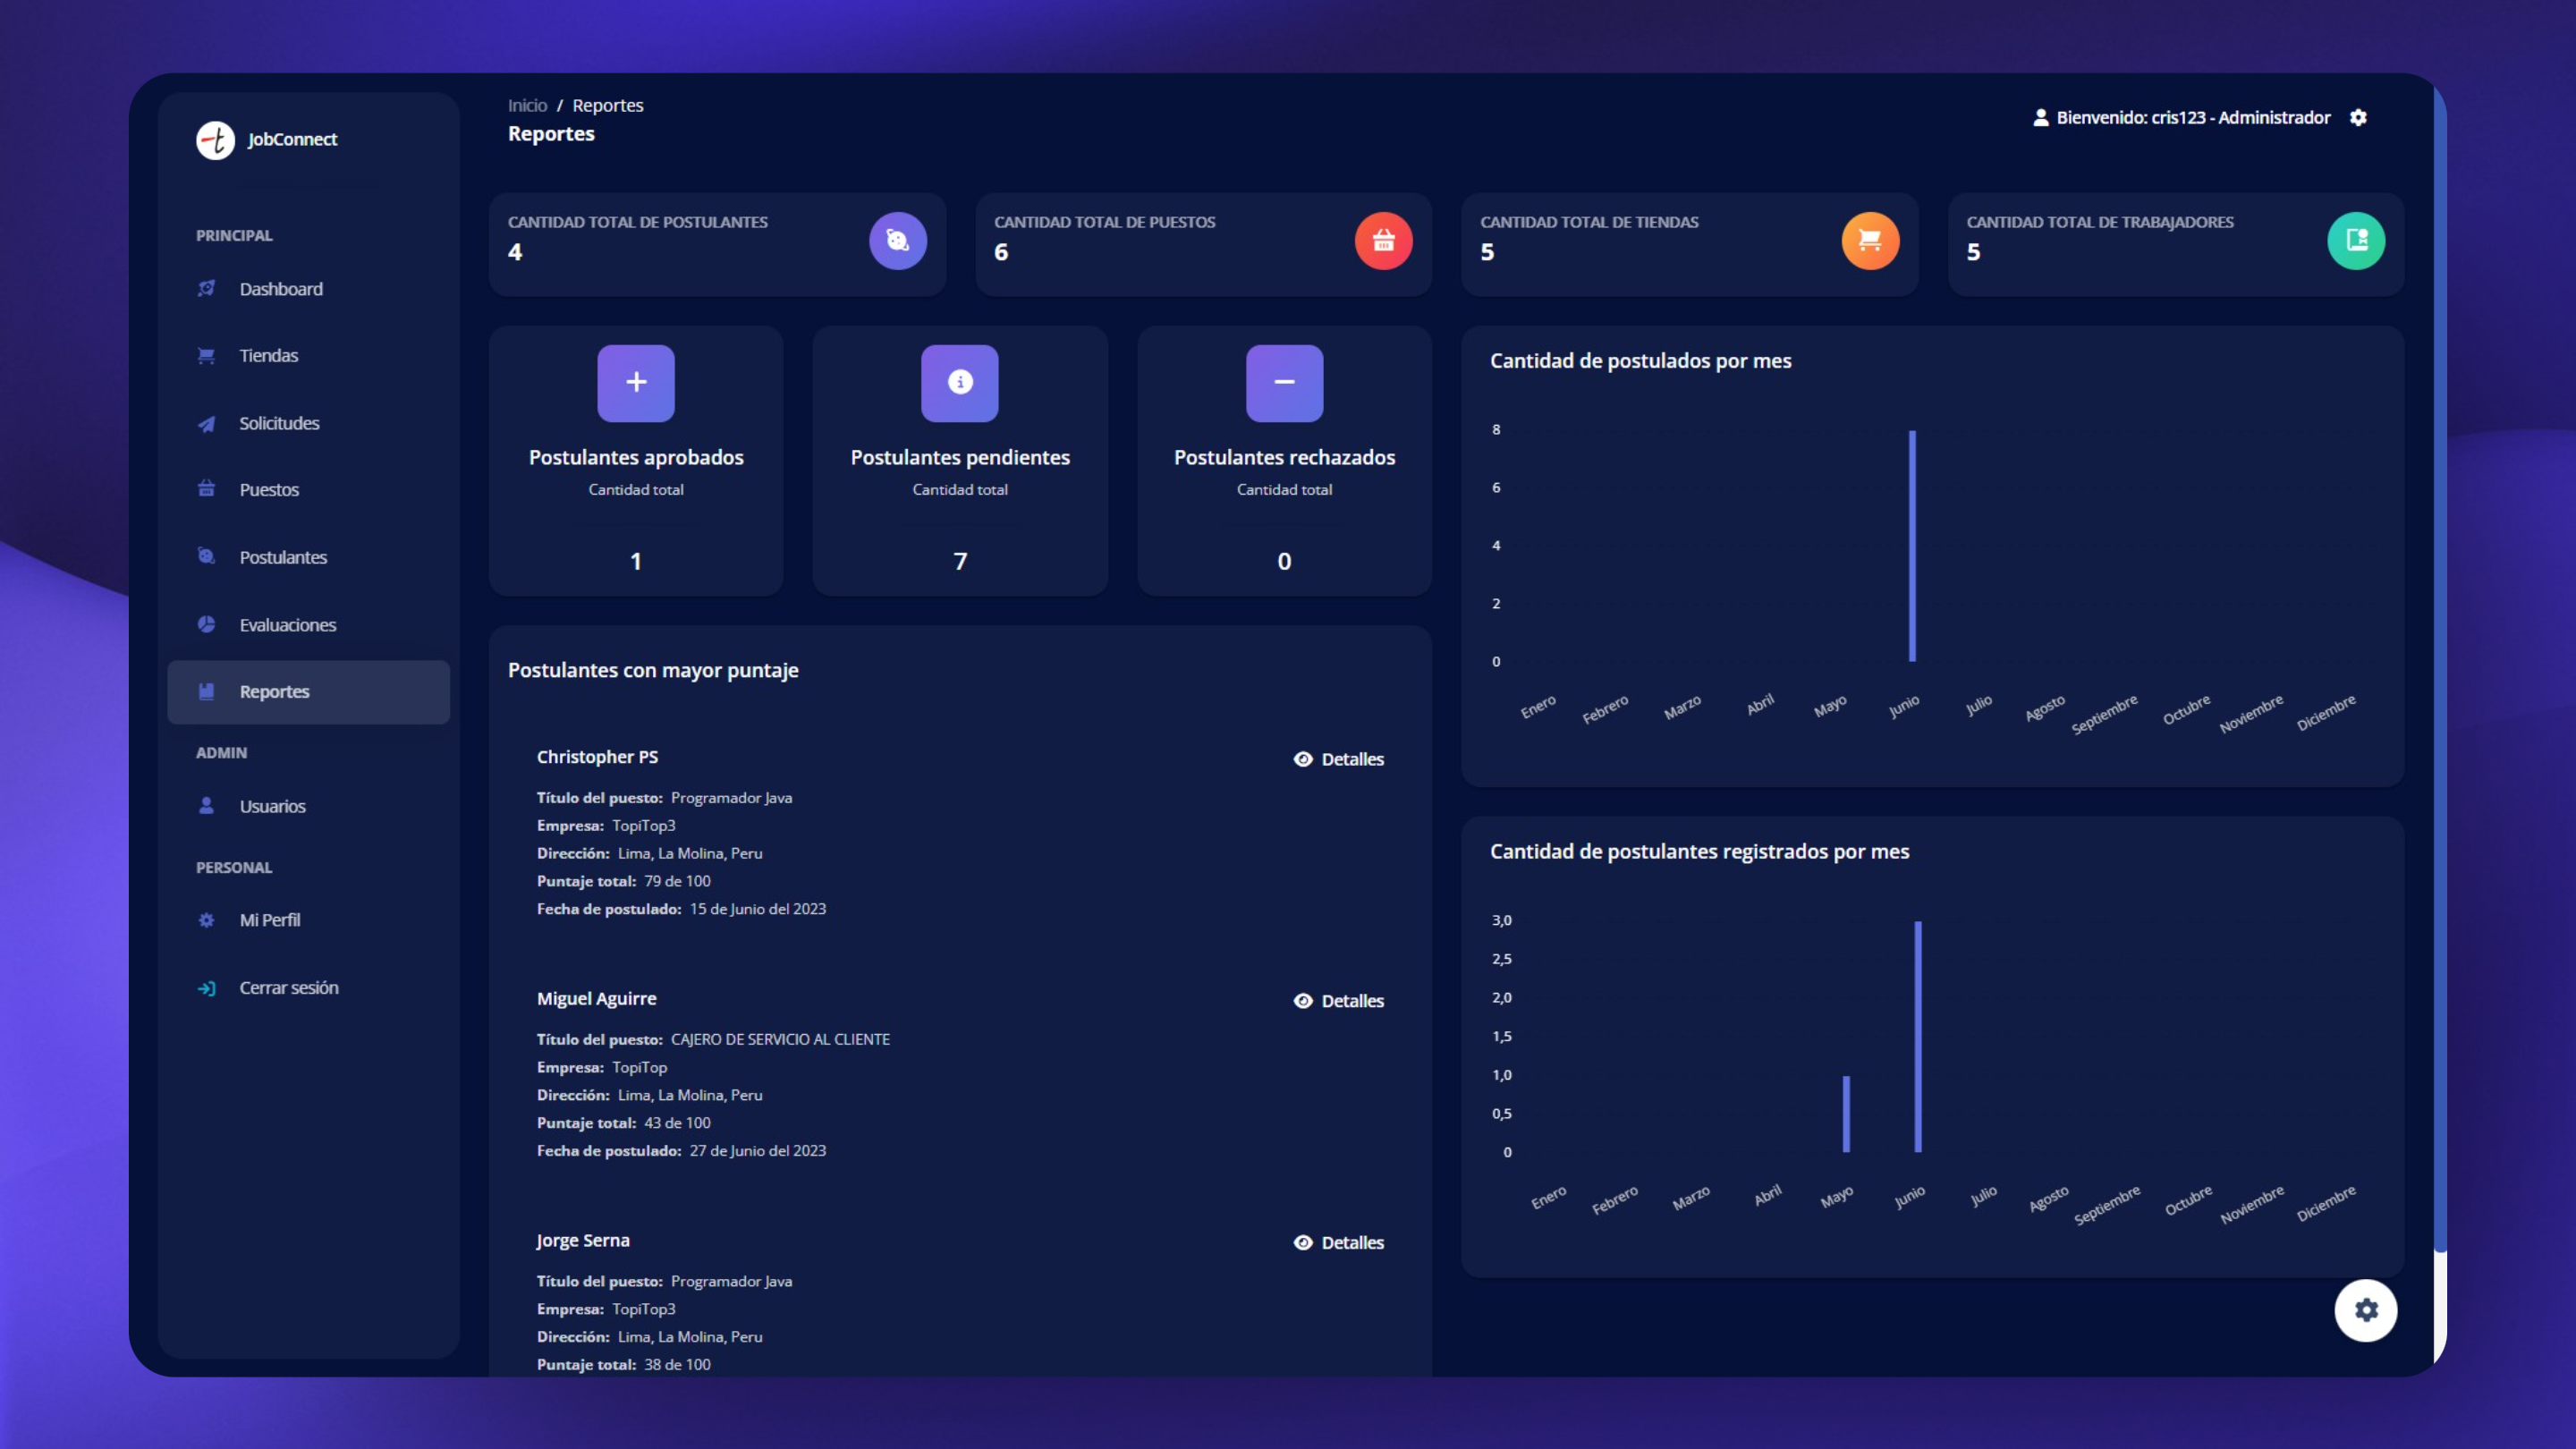 JobConnect
PRINCIPAL
Dashboard
Tiendas
Solicitudes
Puestos
Postulantes
Evaluaciones
Reportes
ADMIN
Usuarios
PERSONAL
Mi Perfil
Cerrar sesión
Inicio / Reportes
Reportes
Bienvenido: cris123 - Administrador
CANTIDAD TOTAL DE POSTULANTES
4
CANTIDAD TOTAL DE PUESTOS
6
CANTIDAD TOTAL DE TIENDAS
5
CANTIDAD TOTAL DE TRABAJADORES
5
Postulantes aprobados
Cantidad total
1
Postulantes pendientes
Cantidad total
7
Postulantes rechazados
Cantidad total
0
Postulantes con mayor puntaje
Christopher PS
Detalles
Título del puesto: Programador Java
Empresa: TopiTop3
Dirección: Lima, La Molina, Peru
Puntaje total: 79 de 100
Fecha de postulado: 15 de Junio del 2023
Miguel Aguirre
Detalles
Título del puesto: CAJERO DE SERVICIO AL CLIENTE
Empresa: TopiTop
Dirección: Lima, La Molina, Peru
Puntaje total: 43 de 100
Fecha de postulado: 27 de Junio del 2023
Jorge Serna
Detalles
Título del puesto: Programador Java
Empresa: TopiTop3
Dirección: Lima, La Molina, Peru
Puntaje total: 38 de 100
Cantidad de postulados por mes
8
6
4
2
0
Enero Febrero Marzo Abril Mayo Junio Julio Agosto Septiembre Octubre Noviembre Diciembre
Cantidad de postulantes registrados por mes
3,0
2,5
2,0
1,5
1,0
0,5
0
Enero Febrero Marzo Abril Mayo Junio Julio Agosto Septiembre Octubre Noviembre Diciembre